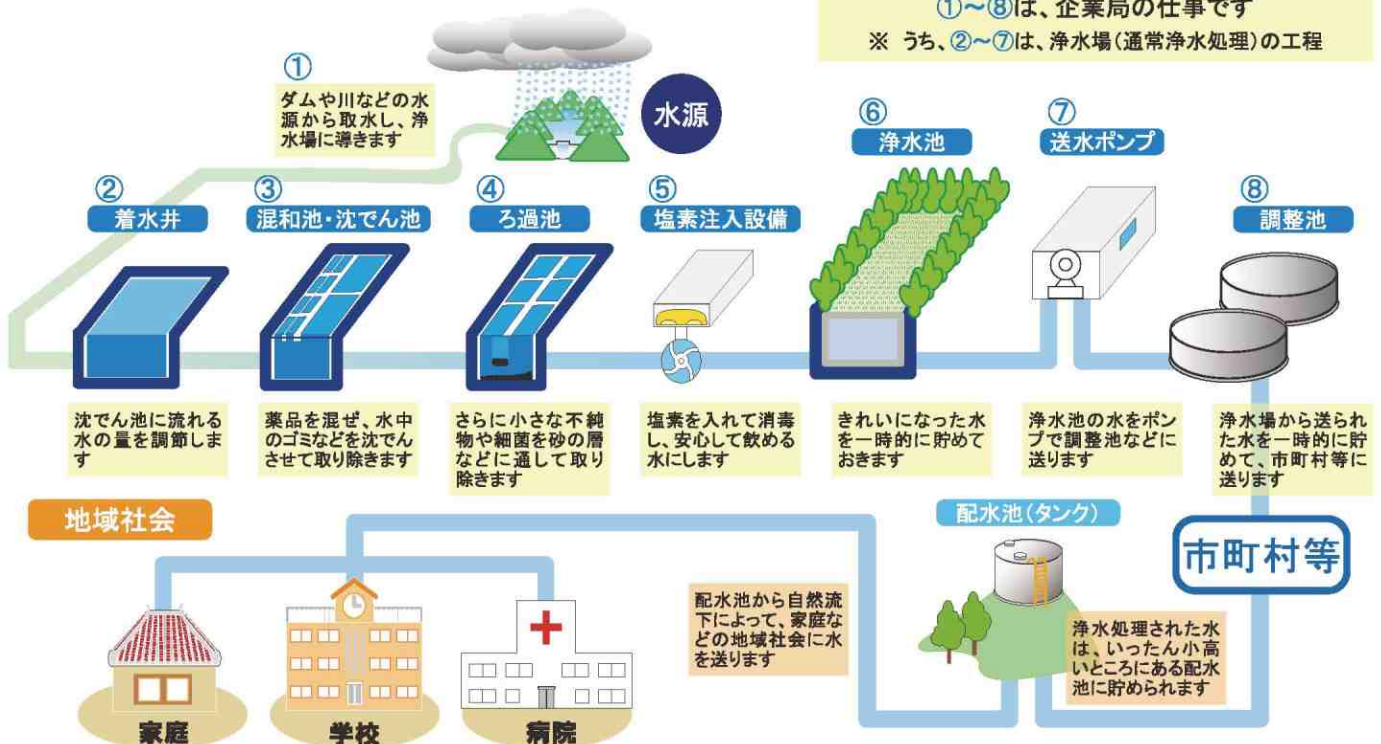 ①～⑧は、企業局の仕事です
※ うち、②～⑦は、浄水場(通常浄水処理)の工程
①
ダムや川などの水
源から取水し、浄
水場に導きます
水源
②
着水井
③
混和池・沈でん池
④
ろ過池
⑤
塩素注入設備
⑥
浄水池
⑦
送水ポンプ
⑧
調整池
沈でん池に流れる
水の量を調節しま
す
薬品を混ぜ、水中
のゴミなどを沈でん
させて取り除きます
さらに小さな不純
物や細菌を砂の層
などに通して取り
除きます
塩素を入れて消毒
し、安心して飲める
水にします
きれいになった水
を一時的に貯めて
おきます
浄水池の水をポン
プで調整池などに
送ります
浄水場から送られ
た水を一時的に貯
めて、市町村等に
送ります
地域社会
配水池(タンク)
市町村等
配水池から自然流
下によって、家庭な
どの地域社会に水
を送ります
浄水処理された水
は、いったん小高
いところにある配水
池に貯められます
家庭
学校
病院